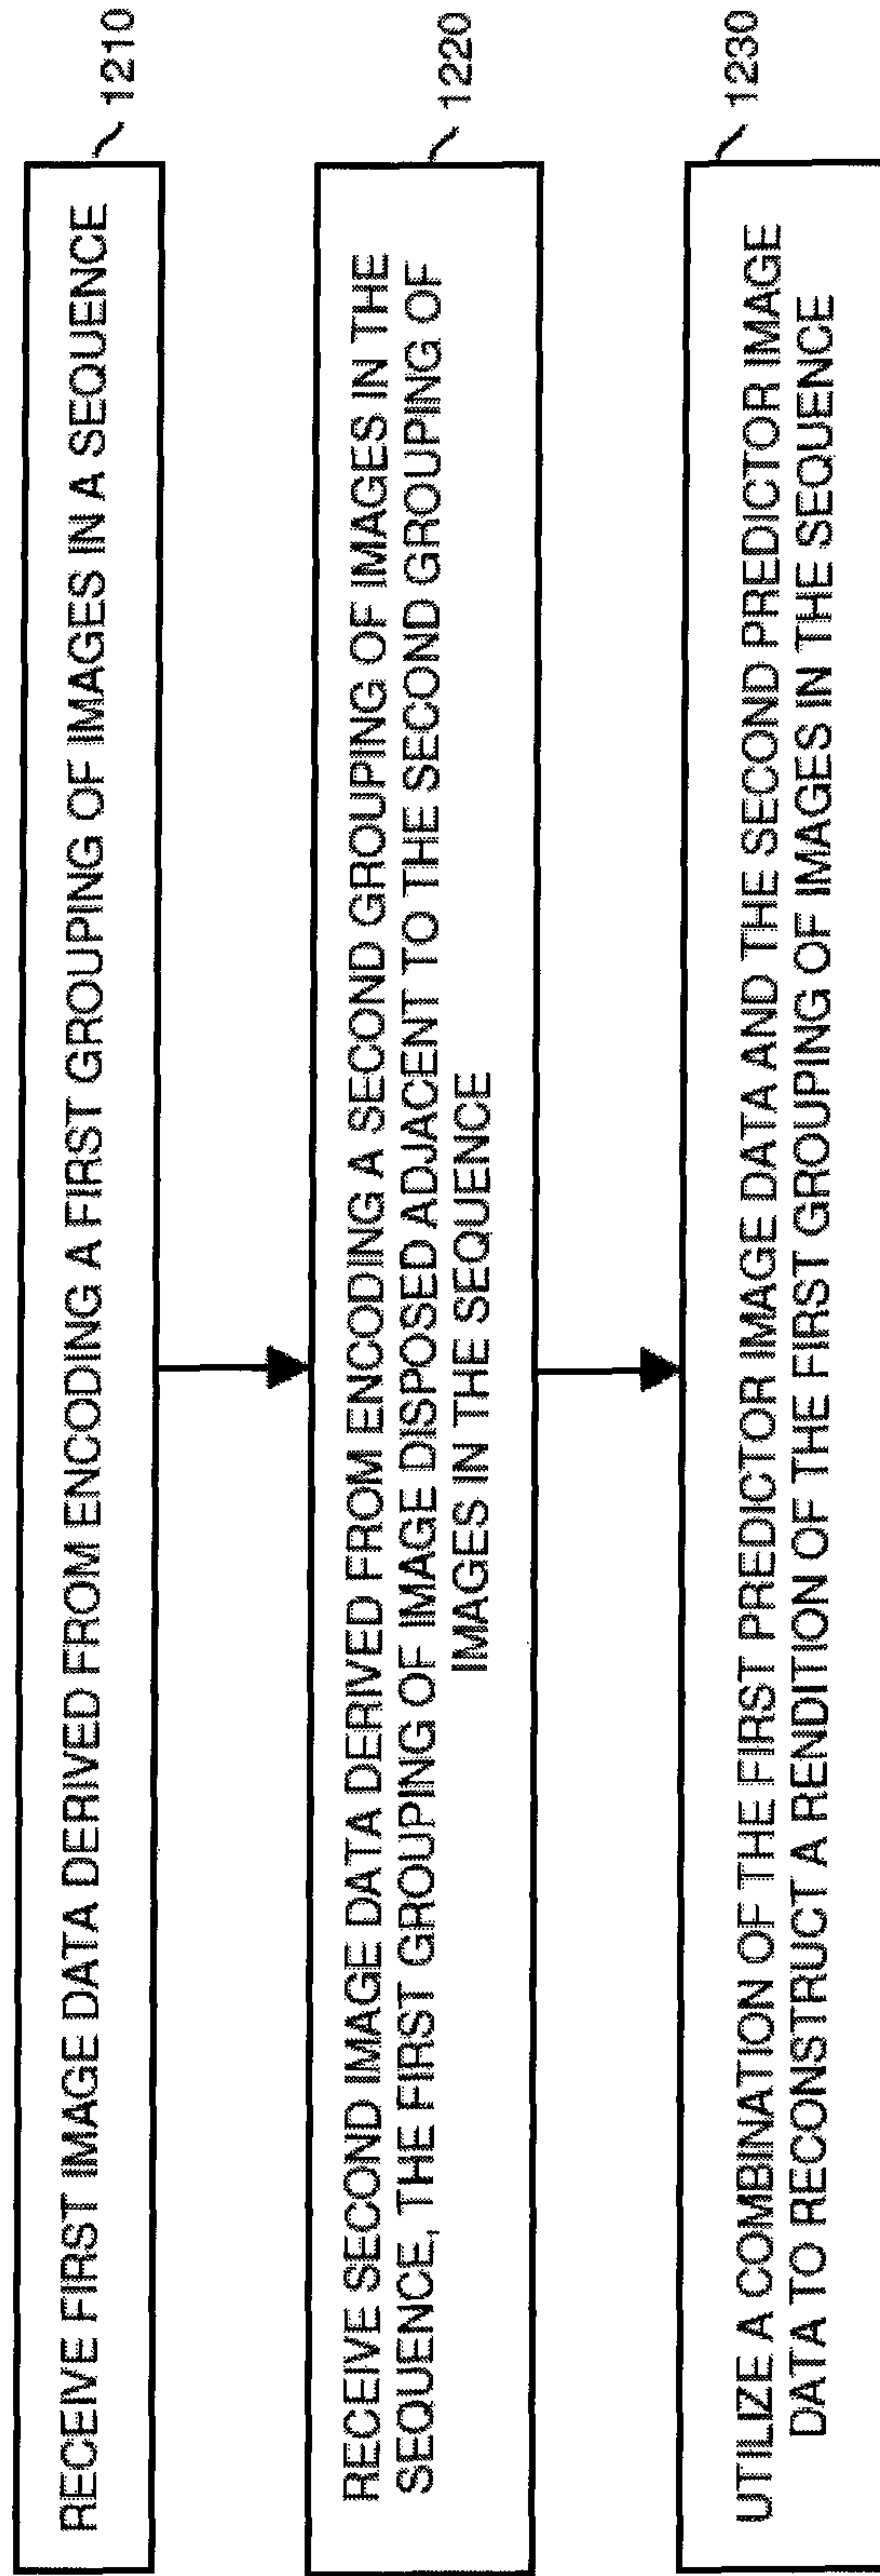 RECEIVE FIRST IMAGE DATA DERIVED FROM ENCODING A FIRST GROUPING OF IMAGES IN A SEQUENCE
1210
RECEIVE SECOND IMAGE DATA DERIVED FROM ENCODING A SECOND GROUPING OF IMAGES IN THE
SEQUENCE, THE FIRST GROUPING OF IMAGE DISPOSED ADJACENT TO THE SECOND GROUPING OF
IMAGES IN THE SEQUENCE
1220
UTILIZE A COMBINATION OF THE FIRST PREDICTOR IMAGE DATA AND THE SECOND PREDICTOR IMAGE
DATA TO RECONSTRUCT A RENDITION OF THE FIRST GROUPING OF IMAGES IN THE SEQUENCE
1230